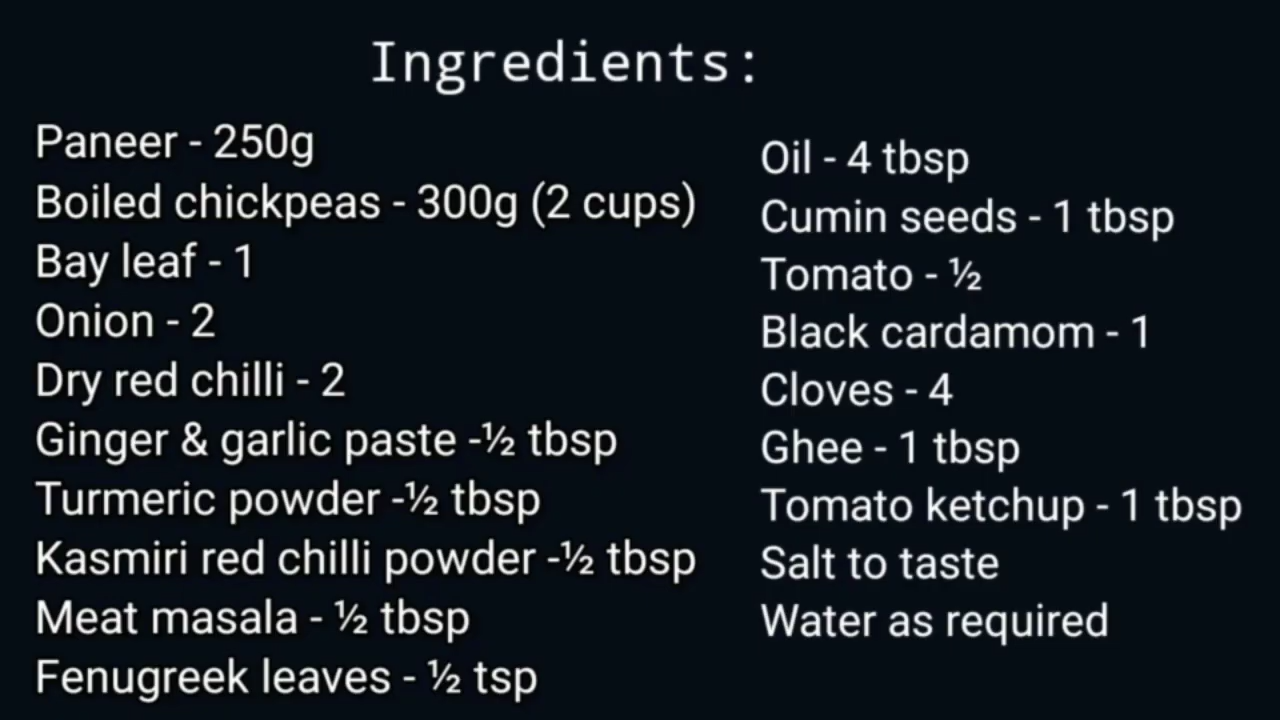 Ingredients:
Paneer - 250g
Boiled chickpeas - 300g (2 cups)
Bay leaf - 1
Onion - 2
Dry red chilli - 2
Ginger & garlic paste -½ tbsp
Turmeric powder -½ tbsp
Kasmiri red chilli powder -½ tbsp
Meat masala - ½ tbsp
Fenugreek leaves - ½ tsp
Oil - 4 tbsp
Cumin seeds - 1 tbsp
Tomato - ½
Black cardamom - 1
Cloves - 4
Ghee - 1 tbsp
Tomato ketchup - 1 tbsp
Salt to taste
Water as required